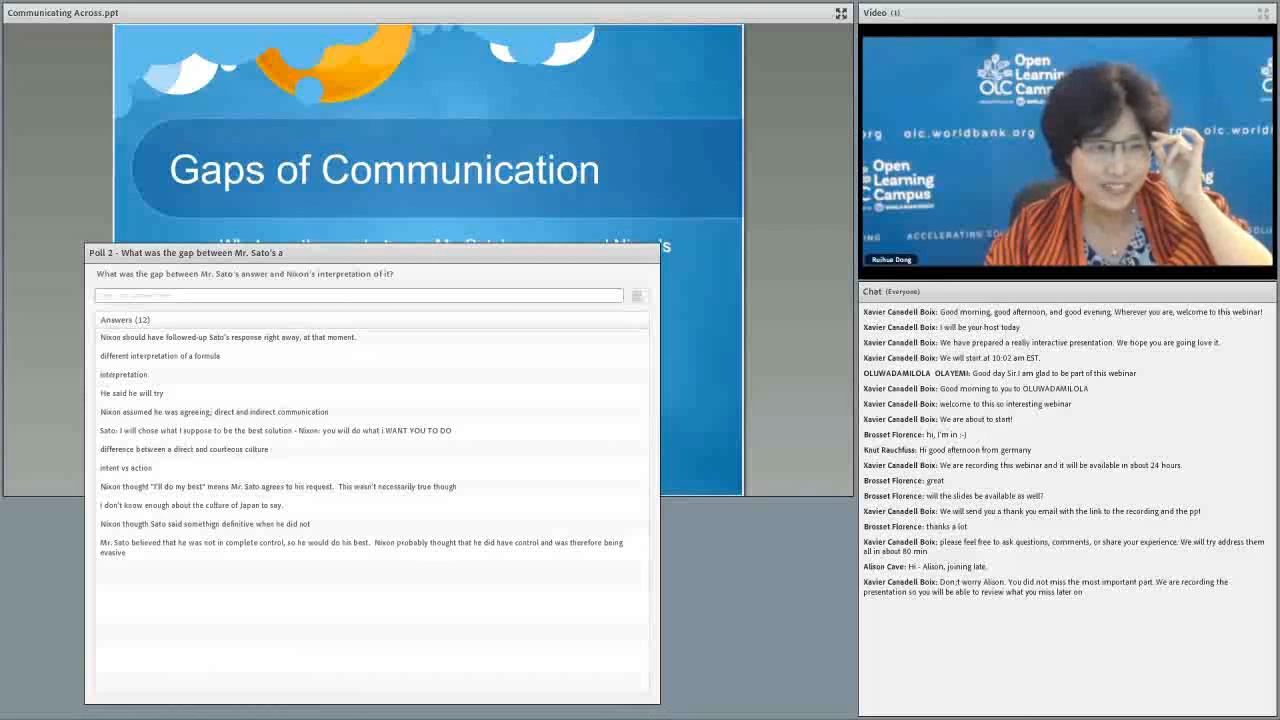 Communicating Across.ppt
Gaps of Communication
Poll 2 - What was the gap between Mr. Sato's a
What was the gap between Mr. Sato's answer and Nixon's interpretation of it?
Answers (12)
Nixon should have followed-up Sato's response right away, at that moment.
different interpretation of a formula
interpretation.
He said he will try
Nixon assumed he was agreeing; direct and indirect communication
Sato: I will chose what I suppose to be the best solution - Nixon: you will do what i WANT YOU TO DO
difference between a direct and courteous culture
intent vs action
Nixon thought "I'll do my best" means Mr. Sato agrees to his request.  This wasn't necessarily true though
I don't know enough about the culture of Japan to say.
Nixon thougth Sato said somethign definitive when he did not
Mr. Sato believed that he was not in complete control, so he would do his best.  Nixon probably thought that he did have control and was therefore being
evasive
Video (1)
Open
Learning
Campus
OLC
.org
olc.worldbank.org
olc.worldb
Open
Learning
Campus
ACCELERATING
Ruihua Dong
Chat (Everyone)
Xavier Canadell Boix: Good morning, good afternoon, and good evening. Wherever you are, welcome to this webinar!
Xavier Canadell Boix: I will be your host today
Xavier Canadell Boix: We have prepared a really interactive presentation. We hope you are going love it.
Xavier Canadell Boix: We will start at 10:02 am EST.
OLUWADAMILOLA OLAYEMI: Good day Sir.I am glad to be part of this webinar
Xavier Canadell Boix: Good morning to you to OLUWADAMILOLA
Xavier Canadell Boix: welcome to this so interesting webinar
Xavier Canadell Boix: We are about to start!
Brosset Florence: hi, I'm in :-)
Knut Rauchfuss: Hi good afternoon from germany
Xavier Canadell Boix: We are recording this webinar and it will be available in about 24 hours.
Brosset Florence: great
Brosset Florence: will the slides be available as well?
Xavier Canadell Boix: We will send you a thank you email with the link to the recording and the ppt
Brosset Florence: thanks a lot
Xavier Canadell Boix: please feel free to ask questions, comments, or share your experience. We will try address them
all in about 80 min
Alison Cave: Hi - Alison, joining late.
Xavier Canadell Boix: Don;t worry Alison. You did not miss the most important part. We are recording the
presentation so you will be able to review what you miss later on